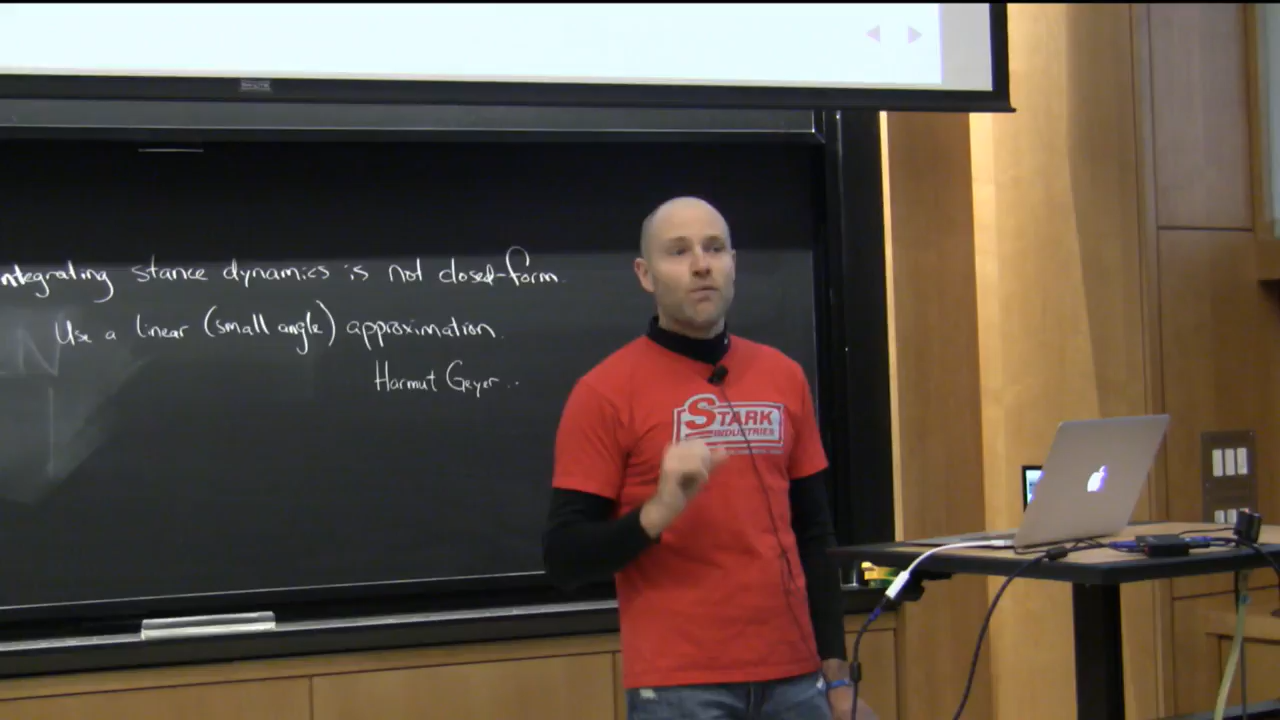 ntegrating stance dynamics is not closed-form.
Use a linear (small angle) approximation.
Harmut Geyer ..
STARK
INDUSTRIES